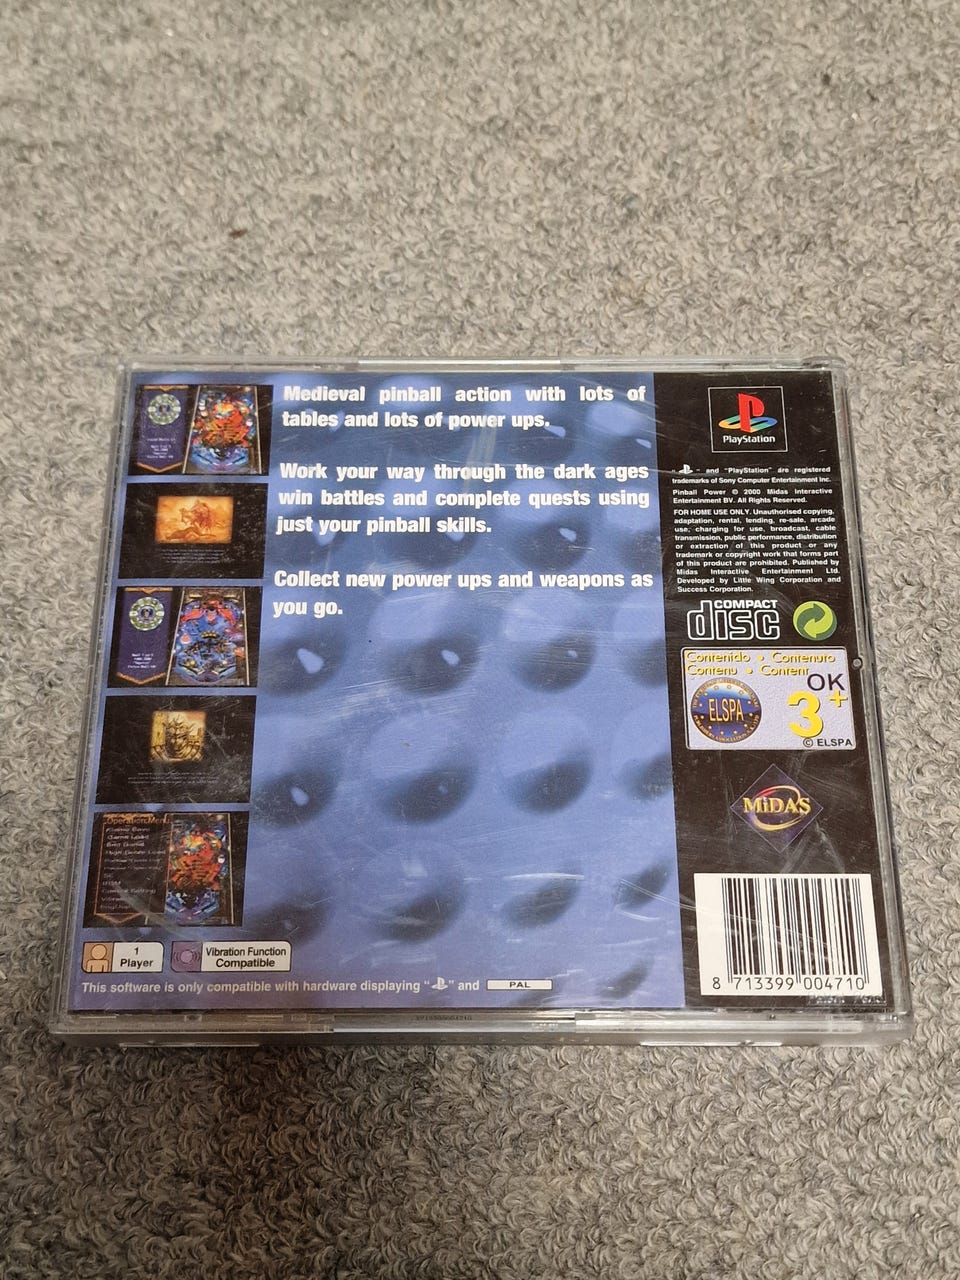 Medieval pinball action with lots of
tables and lots of power ups.
Work your way through the dark ages
win battles and complete quests using
just your pinball skills.
Collect new power ups and weapons as
you go.
Operation Menu
Game Load
End Game
1
Player
Vibration Function
Compatible
This software is only compatible with hardware displaying " " and PAL
PlayStation
" " and "PlayStation" are registered
trademarks of Sony Computer Entertainment Inc.
Pinball Power © 2000 Midas Interactive
Entertainment BV. All Rights Reserved.
FOR HOME USE ONLY. Unauthorised copying,
adaptation, rental, lending, re-sale, arcade
use, charging for use, broadcast, cable
transmission, public performance, distribution
or extraction of this product or any
trademark or copyright work that forms part
of this product are prohibited. Published by
Midas Interactive Entertainment Ltd.
Developed by Little Wing Corporation and
Success Corporation.
COMPACT
disc
Contenido • Contenuto
Contenu • Content
OK
3+
ELSPA
© ELSPA
MiDAS
8 713399 004710